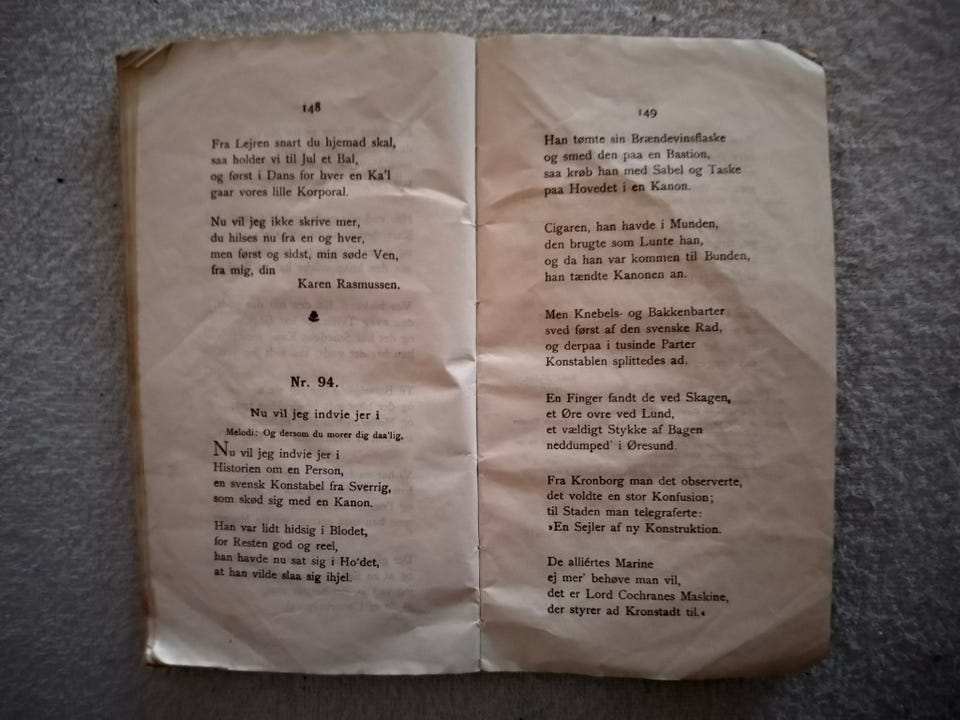 148
Fra Lejren snart du hjemad skal,
saa holder vi til Jul et Bal,
og først i Dans for hver en Ka'l
gaar vores lille Korporal.
Nu vil jeg ikke skrive mer,
du hilses nu fra en og hver,
men først og sidst, min søde Ven,
fra mig, din
Karen Rasmussen.
Nr. 94.
Nu vil jeg indvie jer i
Melodi: Og dersom du morer dig daa'lig,
Nu vil jeg indvie jer i
Historien om en Person,
en svensk Konstabel fra Sverrig,
som skød sig med en Kanon.
Han var lidt hidsig i Blodet,
for Resten god og reel,
han havde nu sat sig i Ho'det,
at han vilde slaa sig ihjel.
149
Han tømte sin Brændevinsflaske
og smed den paa en Bastion,
saa krøb han med Sabel og Taske
paa Hovedet i en Kanon.
Cigaren, han havde i Munden,
den brugte som Lunte han,
og da han var kommen til Bunden,
han tændte Kanonen an.
Men Knebels- og Bakkenbarter
sved først af den svenske Rad,
og derpaa i tusinde Parter
Konstablen splittedes ad.
En Finger fandt de ved Skagen,
et Øre ovre ved Lund,
et vældigt Stykke af Bagen
neddumped' i Øresund.
Fra Kronborg man det observerte,
det voldte en stor Konfusion;
til Staden man telegraferte:
»En Sejler af ny Konstruktion.
De alliértes Marine
ej mer' behøve man vil,
det er Lord Cochranes Maskine,
der styrer ad Kronstadt til.«